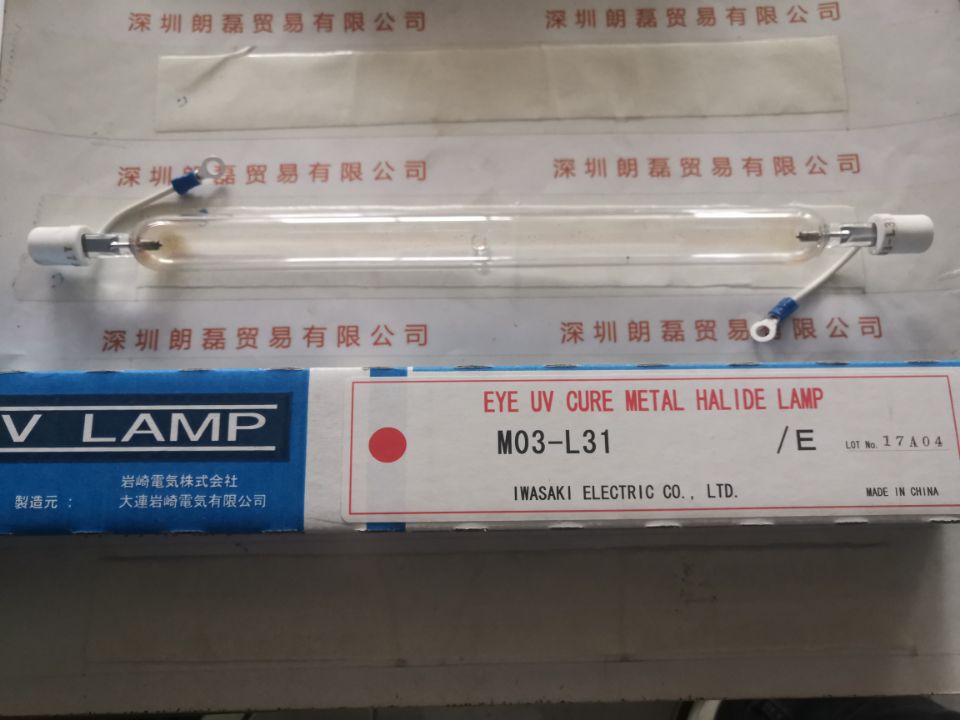 深圳朗磊贸易有限公司 深圳朗磊贸易有限公司
深圳朗磊贸易有限公司 深圳朗磊贸易有限公司
深圳朗磊贸易有限公司 深圳朗磊贸易有限公司
V LAMP
岩崎電気株式会社
製造元： 大連岩崎電気有限公司
EYE UV CURE METAL HALIDE LAMP
M03-L31 /E LOT No. 17A04
IWASAKI ELECTRIC CO., LTD. MADE IN CHINA